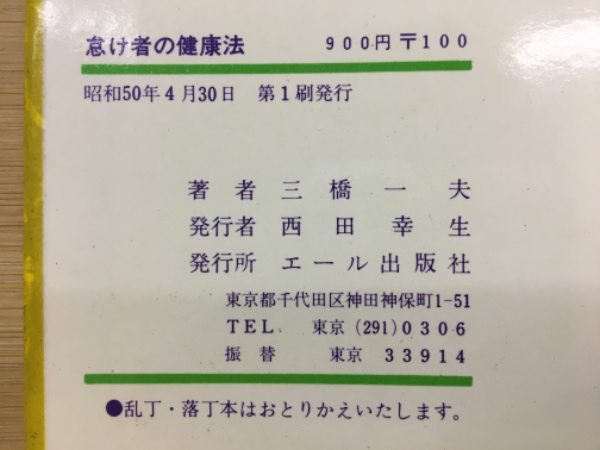 怠け者の健康法　900円 〒100
昭和50年4月30日　第1刷発行
著者 三橋一夫
発行者 西田幸生
発行所 エール出版社
東京都千代田区神田神保町1-51
TEL. 東京 (291) 0306
振替 東京 33914
●乱丁・落丁本はおとりかえいたします。